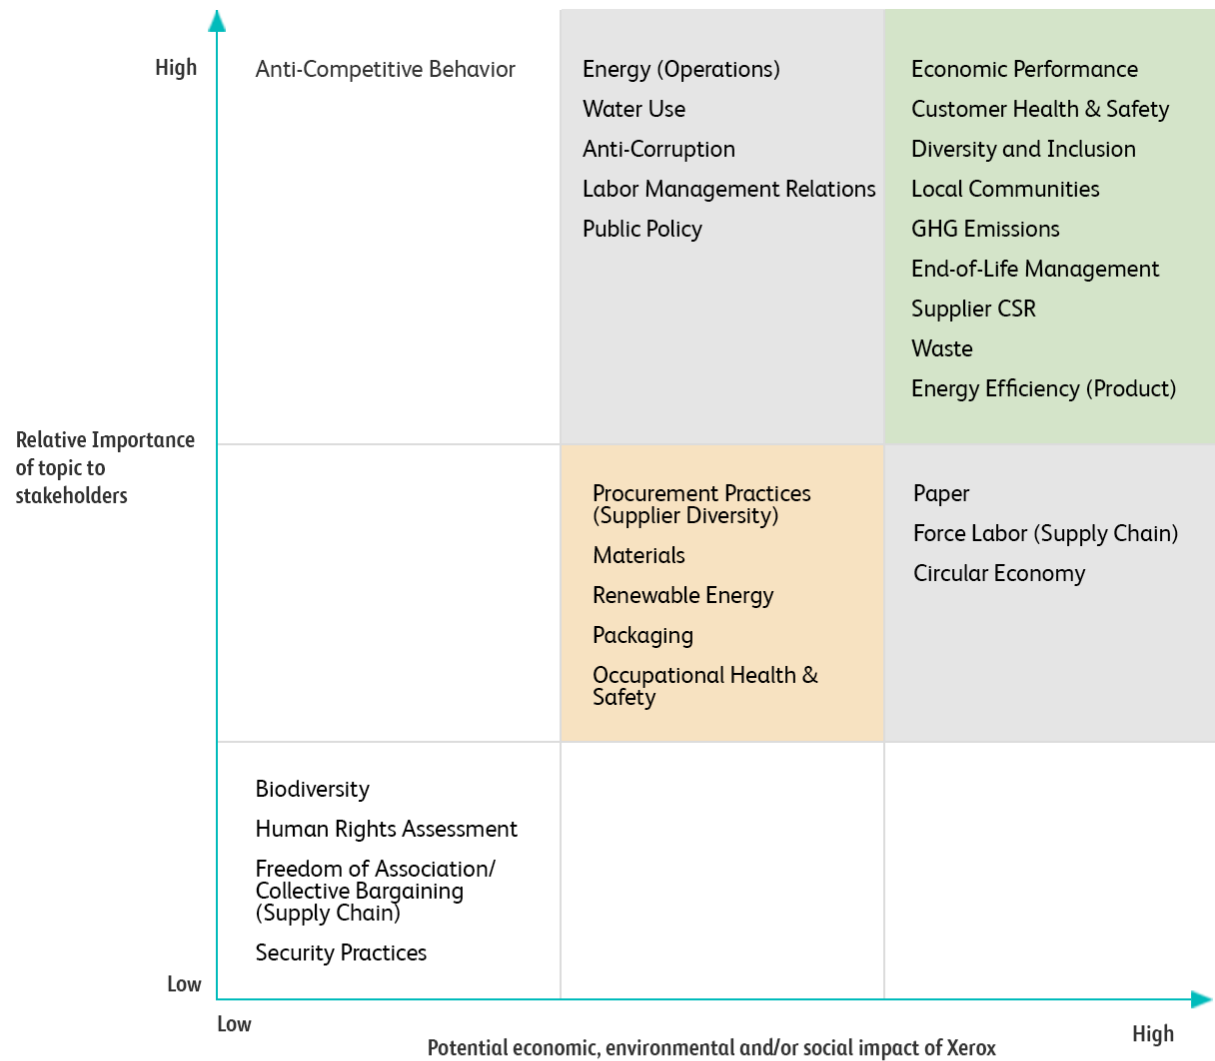 High
Anti-Competitive Behavior
Energy (Operations)
Water Use
Anti-Corruption
Labor Management Relations
Public Policy
Economic Performance
Customer Health & Safety
Diversity and Inclusion
Local Communities
GHG Emissions
End-of-Life Management
Supplier CSR
Waste
Energy Efficiency (Product)
Relative Importance
of topic to
stakeholders
Procurement Practices
(Supplier Diversity)
Materials
Renewable Energy
Packaging
Occupational Health &
Safety
Paper
Force Labor (Supply Chain)
Circular Economy
Biodiversity
Human Rights Assessment
Freedom of Association/
Collective Bargaining
(Supply Chain)
Security Practices
Low
Low
Potential economic, environmental and/or social impact of Xerox
High